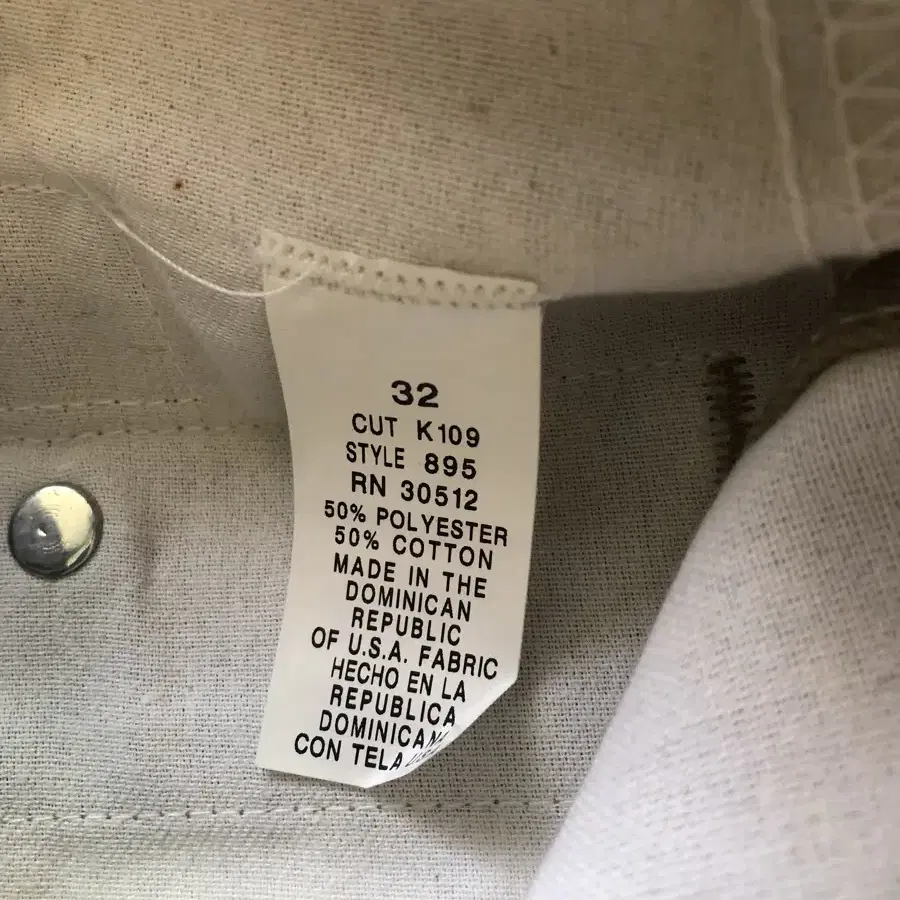 32
CUT K109
STYLE 895
RN 30512
50% POLYESTER
50% COTTON
MADE IN THE
DOMINICAN
REPUBLIC
OF U.S.A. FABRIC
HECHO EN LA
REPUBLICA
DOMINICANA
CON TELA